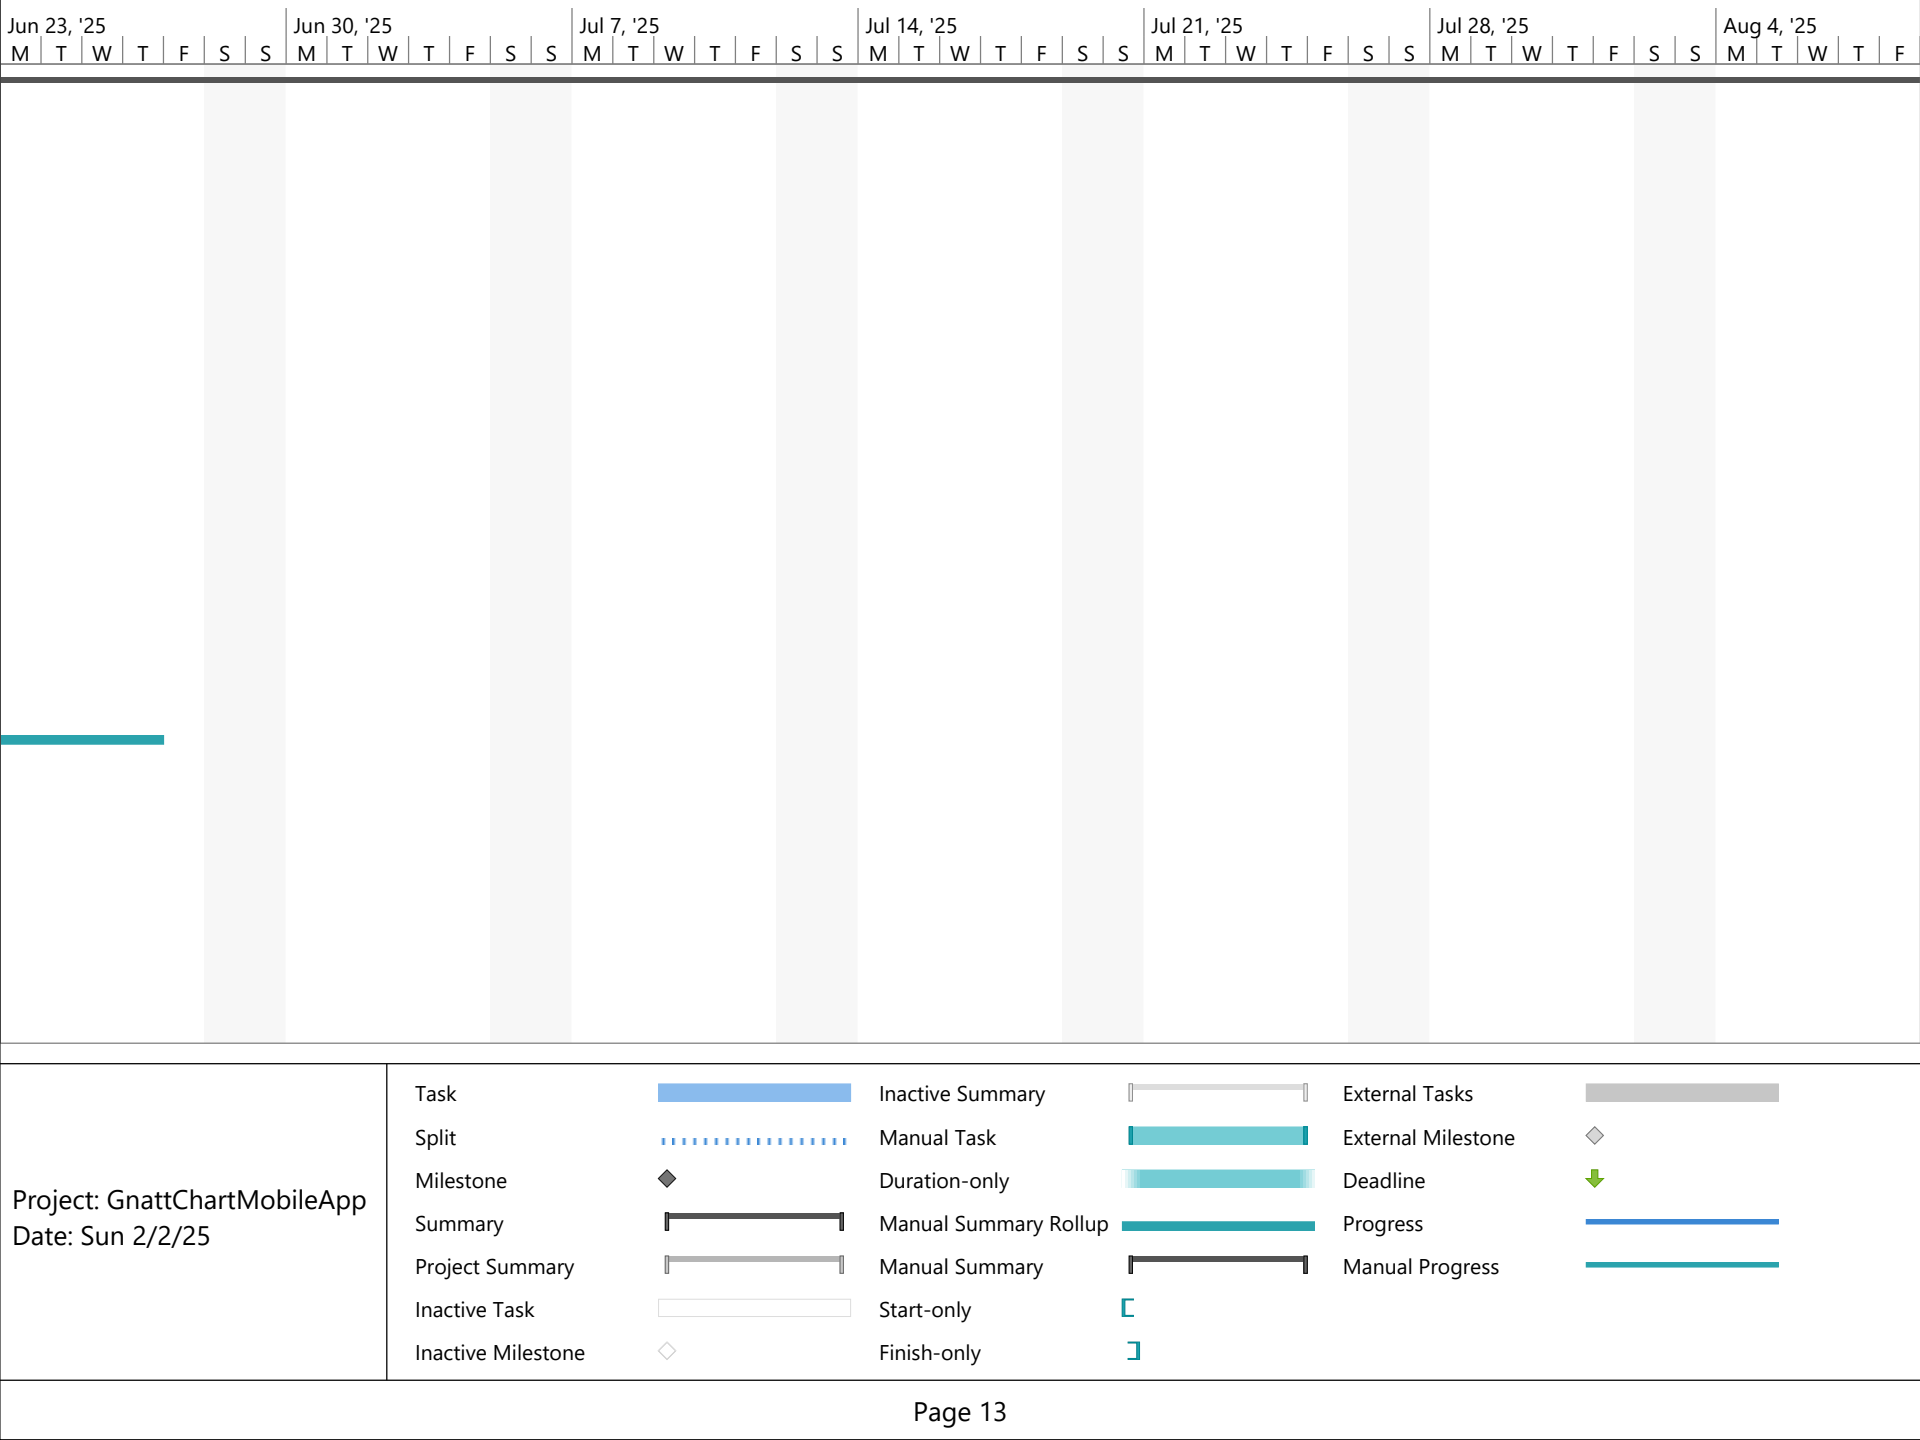 Jun 23, '25 Jun 30, '25 Jul 7, '25 Jul 14, '25 Jul 21, '25 Jul 28, '25 Aug 4, '25
M T W T F S S M T W T F S S M T W T F S S M T W T F S S M T W T F S S M T W T F S S M T W T F
Task Inactive Summary External Tasks
Split Manual Task External Milestone
Milestone Duration-only Deadline
Summary Manual Summary Rollup Progress
Project Summary Manual Summary Manual Progress
Inactive Task Start-only
Inactive Milestone Finish-only
Project: GnattChartMobileApp
Date: Sun 2/2/25
Page 13